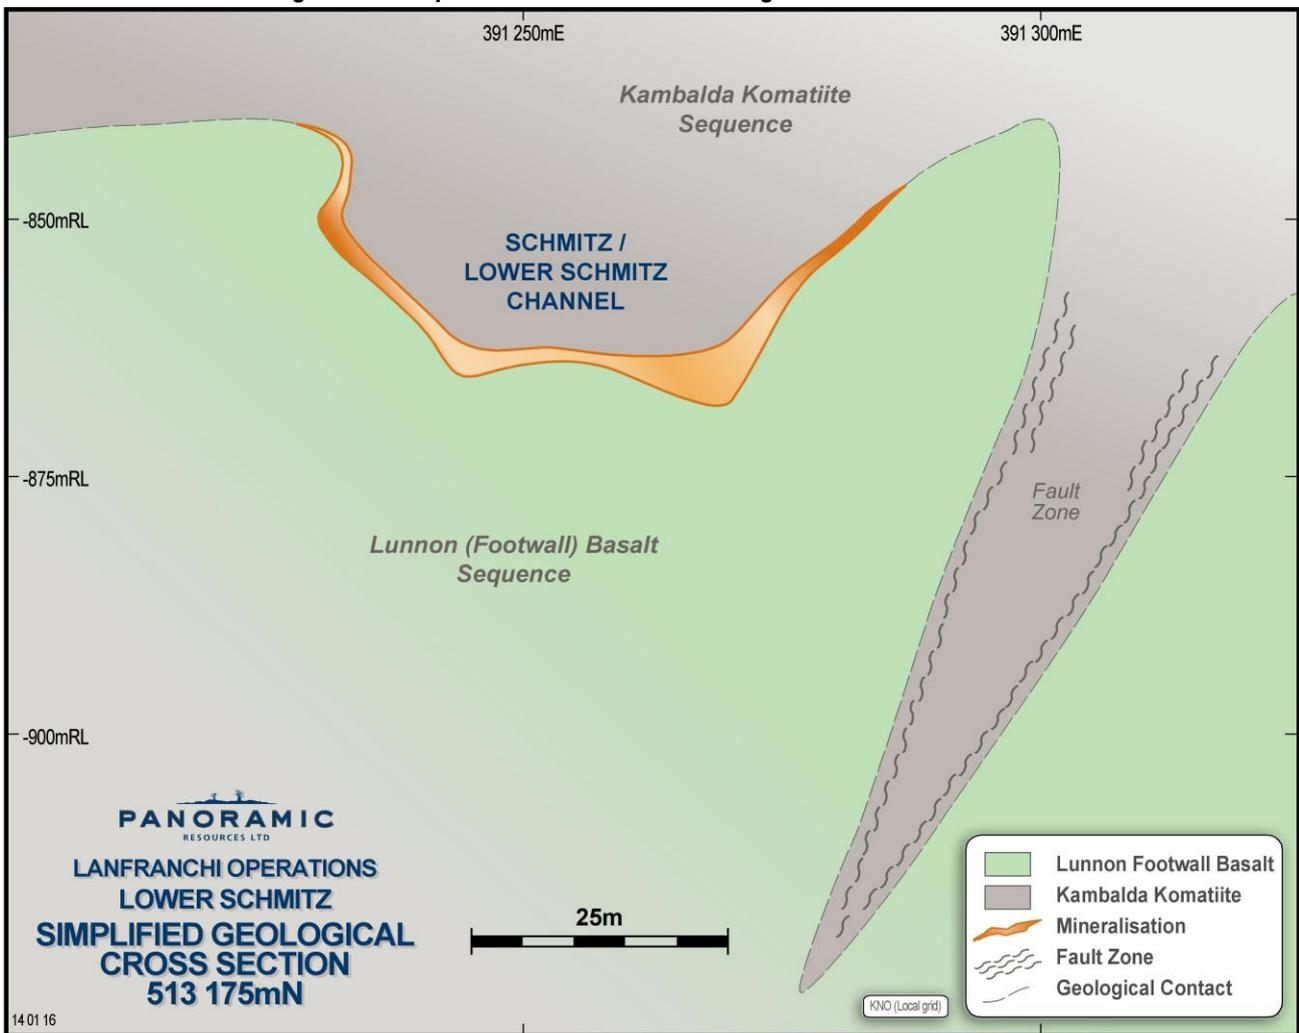 391 250mE
391 300mE
Kambalda Komatiite
Sequence
-850mRL
SCHMITZ /
LOWER SCHMITZ
CHANNEL
-875mRL
Fault
Zone
Lunnon (Footwall) Basalt
Sequence
-900mRL
PANORAMIC
RESOURCES LTD
LANFRANCHI OPERATIONS
LOWER SCHMITZ
SIMPLIFIED GEOLOGICAL
CROSS SECTION
513 175mN
25m
Lunnon Footwall Basalt
Kambalda Komatiite
Mineralisation
Fault Zone
Geological Contact
KNO (Local grid)
14 01 16